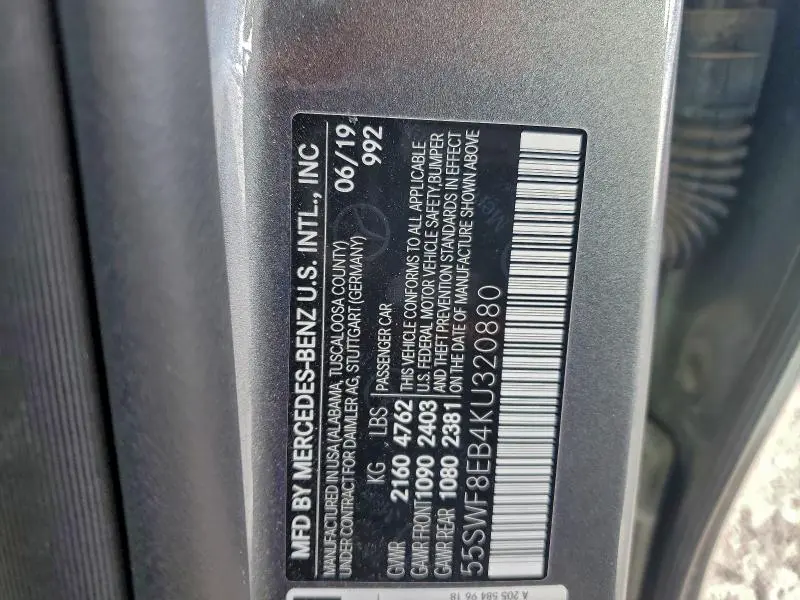 MFD BY MERCEDES-BENZ U.S. INTL., INC
MANUFACTURED IN USA (ALABAMA, TUSCALOOSA COUNTY)
UNDER CONTRACT FOR DAIMLER AG, STUTTGART (GERMANY)
06/19
992
KG LBS
GVWR 2160 4762
GAWR FRONT 1090 2403
GAWR REAR 1080 2381
PASSENGER CAR
THIS VEHICLE CONFORMS TO ALL APPLICABLE
U.S. FEDERAL MOTOR VEHICLE SAFETY, BUMPER
AND THEFT PREVENTION STANDARDS IN EFFECT
ON THE DATE OF MANUFACTURE SHOWN ABOVE
55SWF8EB4KU320880
A 205 584 96 18